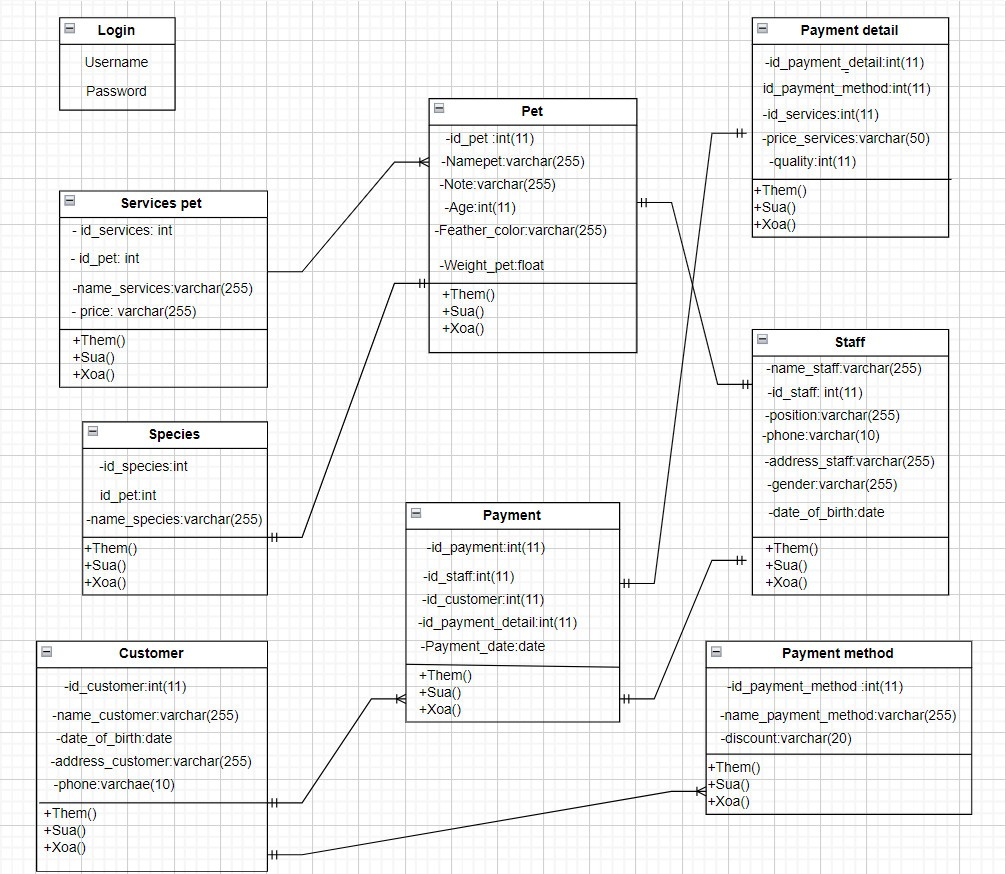 Login
Username
Password
Services pet
- id_services: int
- id_pet: int
-name_services:varchar(255)
- price: varchar(255)
+Them()
+Sua()
+Xoa()
Species
-id_species:int
id_pet:int
-name_species:varchar(255)
+Them()
+Sua()
+Xoa()
Customer
-id_customer:int(11)
-name_customer:varchar(255)
-date_of_birth:date
-address_customer:varchar(255)
-phone:varchae(10)
+Them()
+Sua()
+Xoa()
Pet
-id_pet :int(11)
-Namepet:varchar(255)
-Note:varchar(255)
-Age:int(11)
-Feather_color:varchar(255)
-Weight_pet:float
+Them()
+Sua()
+Xoa()
Payment
-id_payment:int(11)
-id_staff:int(11)
-id_customer:int(11)
-id_payment_detail:int(11)
-Payment_date:date
+Them()
+Sua()
+Xoa()
Payment detail
-id_payment_detail:int(11)
id_payment_method:int(11)
-id_services:int(11)
-price_services:varchar(50)
-quality:int(11)
+Them()
+Sua()
+Xoa()
Staff
-name_staff:varchar(255)
-id_staff: int(11)
-position:varchar(255)
-phone:varchar(10)
-address_staff:varchar(255)
-gender:varchar(255)
-date_of_birth:date
+Them()
+Sua()
+Xoa()
Payment method
-id_payment_method :int(11)
-name_payment_method:varchar(255)
-discount:varchar(20)
+Them()
+Sua()
+Xoa()